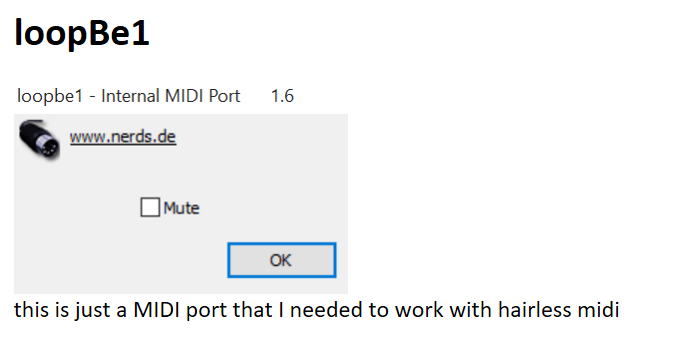 loopBe1
loopbe1 - Internal MIDI Port 1.6
www.nerds.de
Mute
OK
this is just a MIDI port that I needed to work with hairless midi